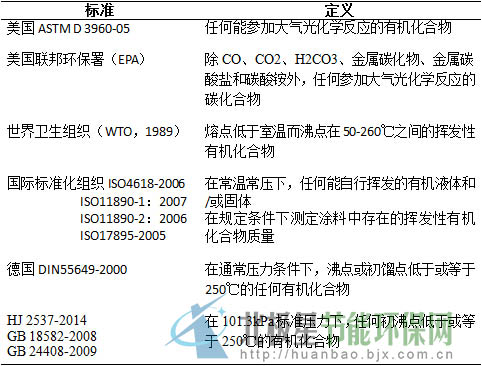 标准 定义
美国 ASTM D 3960-05 任何能参加大气光化学反应的有机化合物
美国联邦环保署（EPA） 除 CO、CO2、H2CO3、金属碳化物、金属碳
酸盐和碳酸铵外，任何参加大气光化学反应的
碳化合物
世界卫生组织（WTO，1989） 熔点低于室温而沸点在 50-260℃之间的挥发性
有机化合物
国际标准化组织 ISO4618-2006 在常温常压下，任何能自行挥发的有机液体和
ISO11890-1：2007 /或固体
ISO11890-2：2006 在规定条件下测定涂料中存在的挥发性有机
ISO17895-2005 化合物质量
德国 DIN55649-2000 在通常压力条件下，沸点或初馏点低于或等于
250℃的任何有机化合物
HJ 2537-2014 在 101.3kPa标准压力下，任何初沸点低于或等
GB 18582-2008 于 250℃的有机化合物
GB 24408-2009
北极星节能环保网
http://huanbao.bjx.com.cn